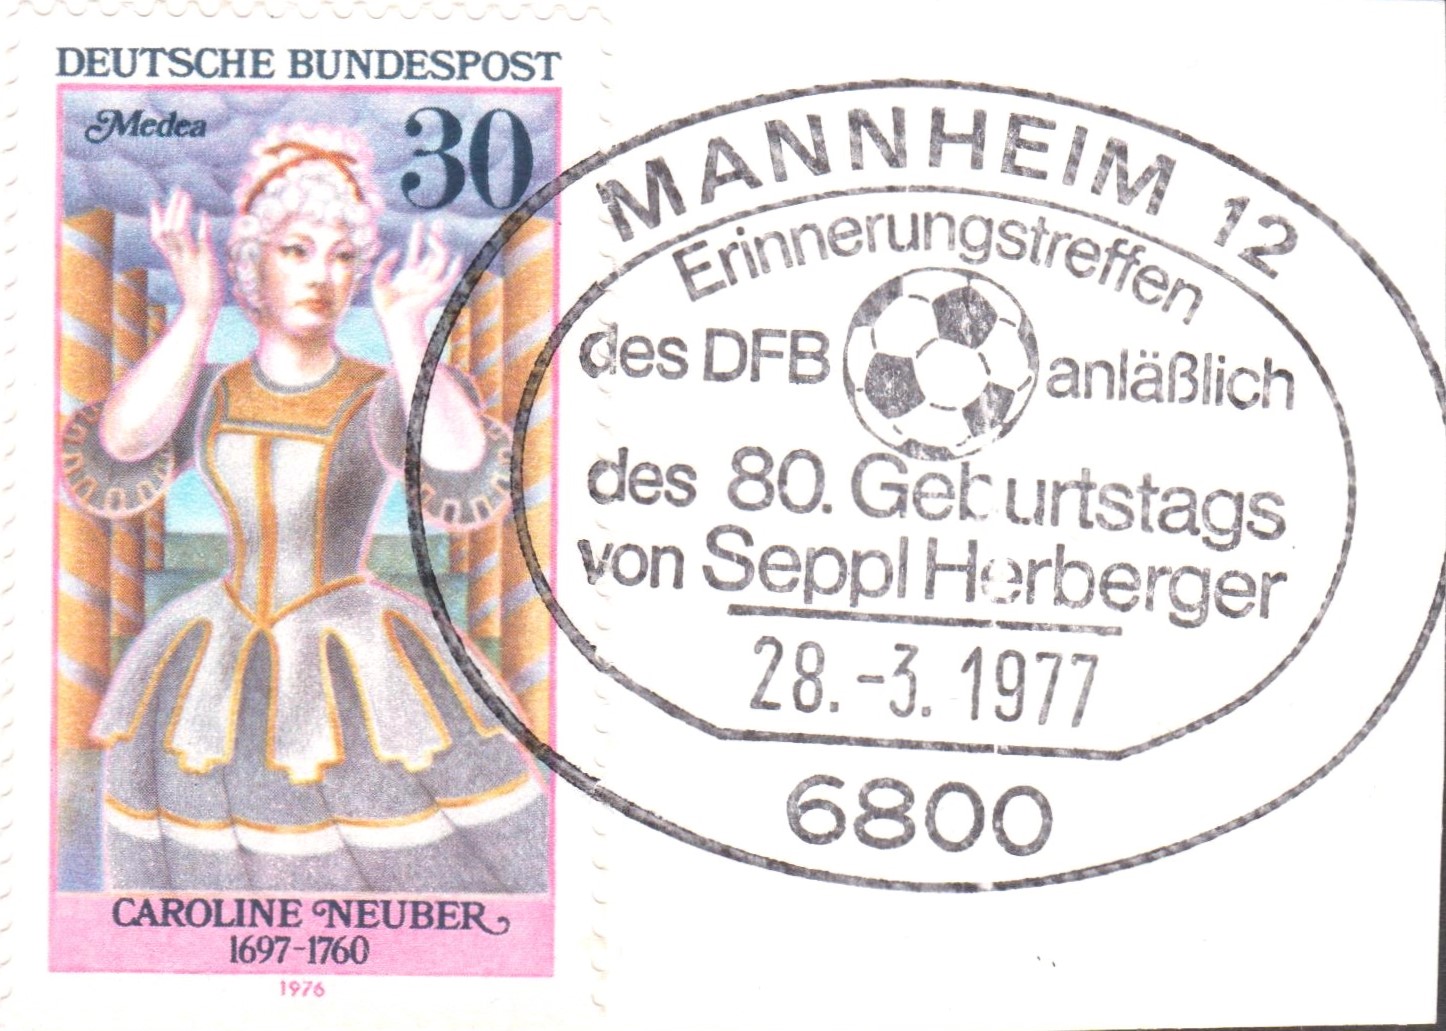 DEUTSCHE BUNDESPOST
Medea
30
CAROLINE NEUBER
1697-1760
1976
MANNHEIM 12
Erinnerungstreffen
des DFB anläßlich
des 80. Geburtstags
von Seppl Herberger
28.-3.1977
6800